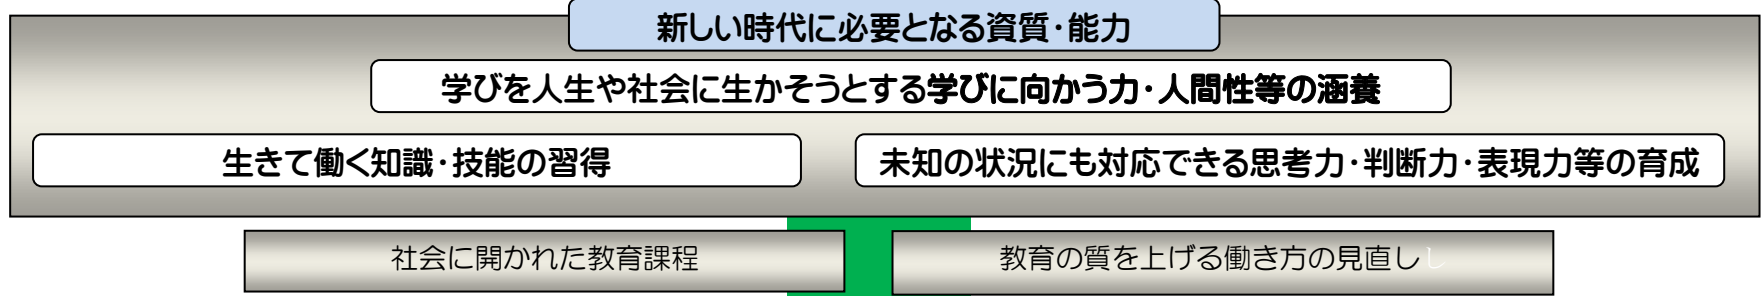 新しい時代に必要となる資質・能力
学びを人生や社会に生かそうとする学びに向かう力・人間性等の涵養
生きて働く知識・技能の習得
未知の状況にも対応できる思考力・判断力・表現力等の育成
社会に開かれた教育課程
教育の質を上げる働き方の見直しし